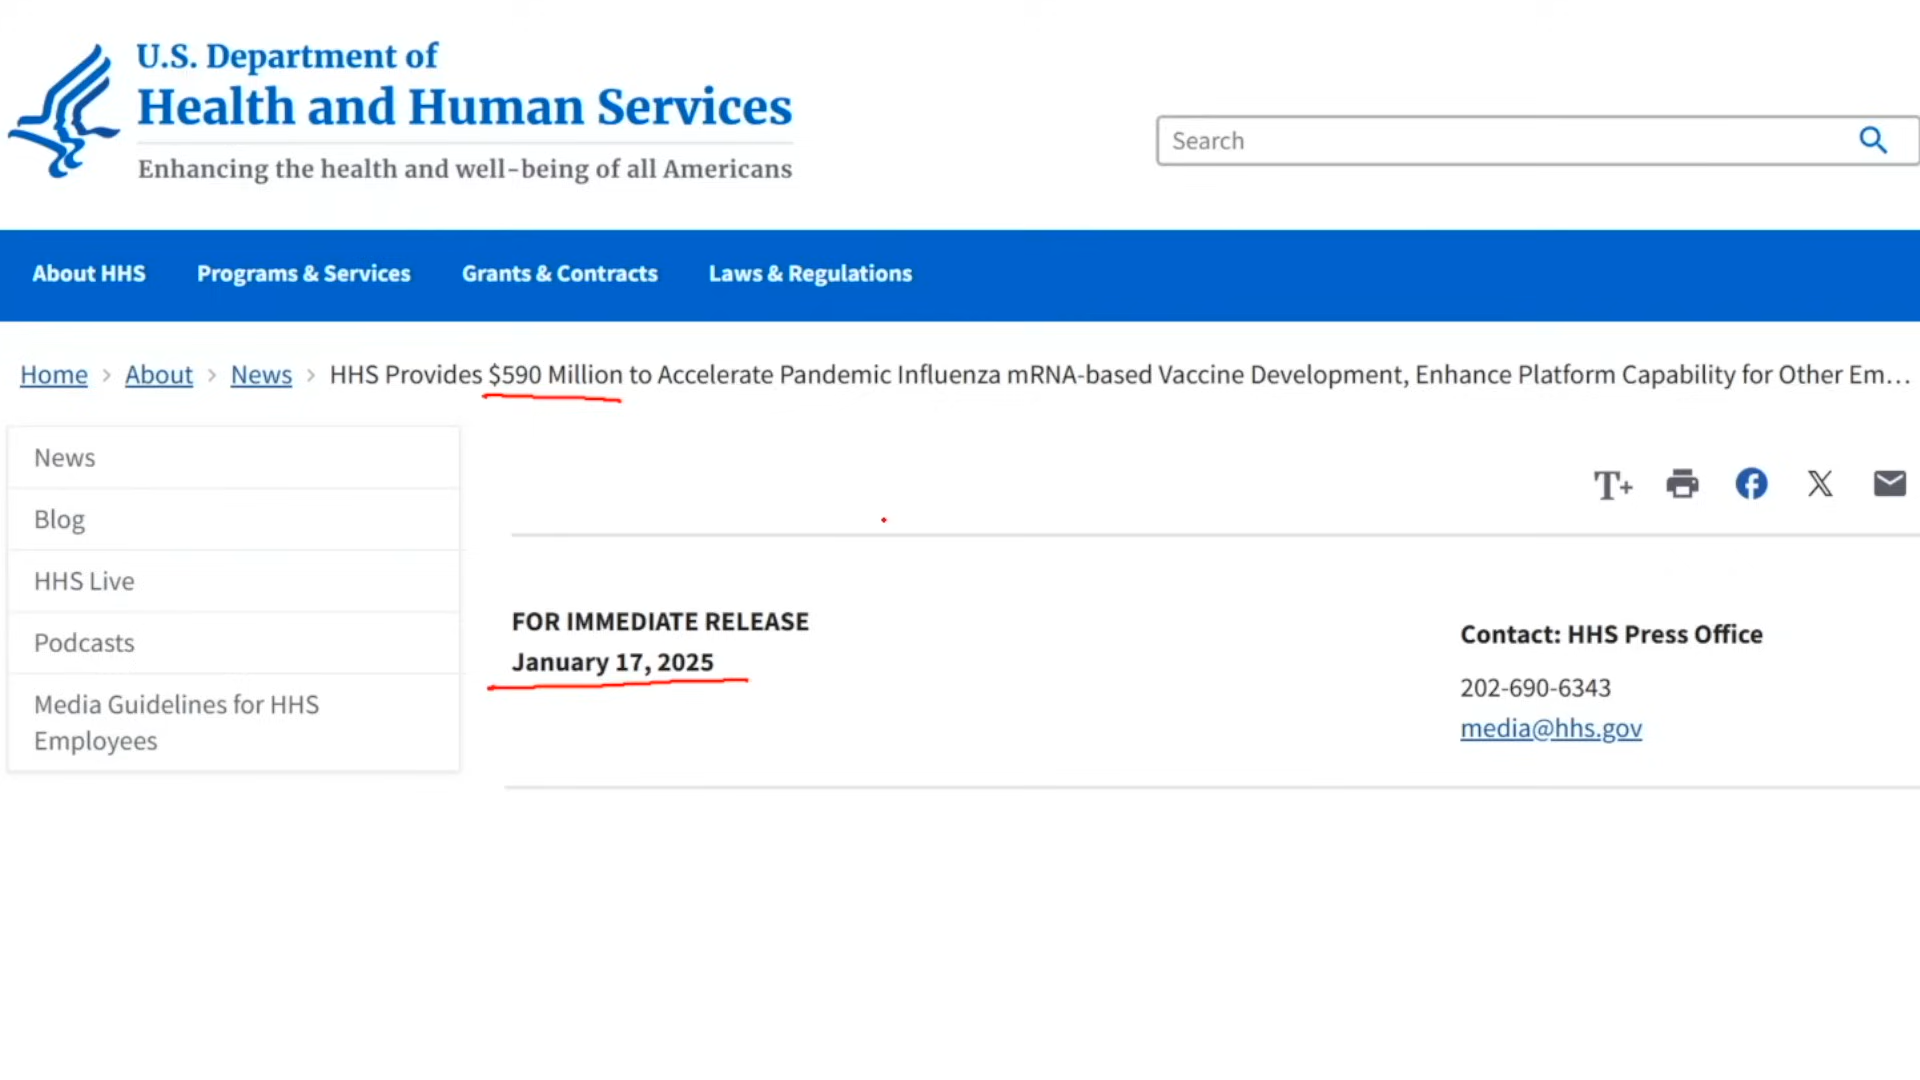 U.S. Department of
Health and Human Services
Enhancing the health and well-being of all Americans
Search
About HHS Programs & Services Grants & Contracts Laws & Regulations
Home > About > News > HHS Provides $590 Million to Accelerate Pandemic Influenza mRNA-based Vaccine Development, Enhance Platform Capability for Other Em...
News
Blog
HHS Live
Podcasts
Media Guidelines for HHS
Employees
T+
FOR IMMEDIATE RELEASE
January 17, 2025
Contact: HHS Press Office
202-690-6343
media@hhs.gov